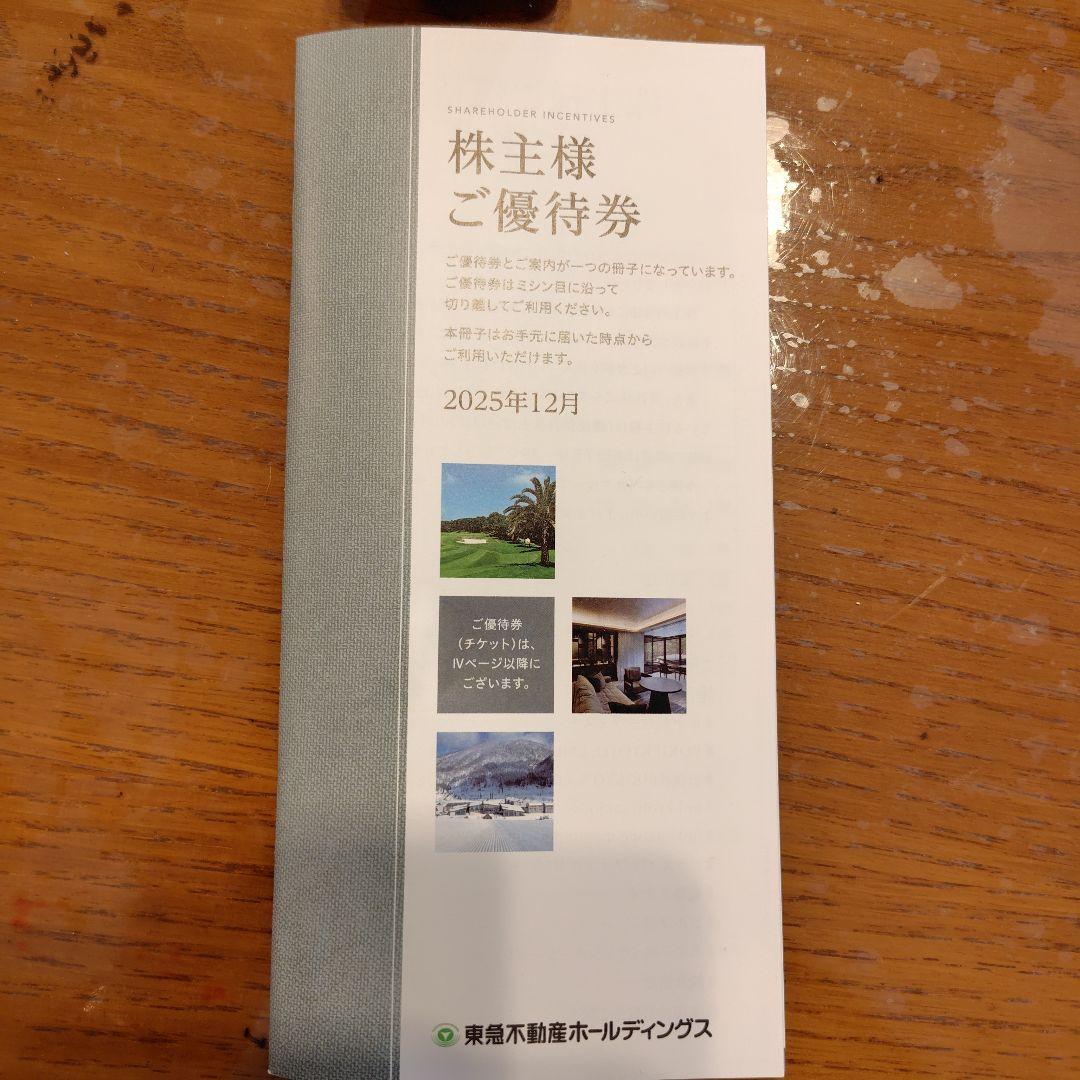 SHAREHOLDER INCENTIVES
株主様
ご優待券
ご優待券とご案内が一つの冊子になっています。
ご優待券はミシン目に沿って
切り離してご利用ください。
本冊子はお手元に届いた時点から
ご利用いただけます。
2025年12月
ご優待券
(チケット)は、
Ⅳページ以降に
ございます。
東急不動産ホールディングス